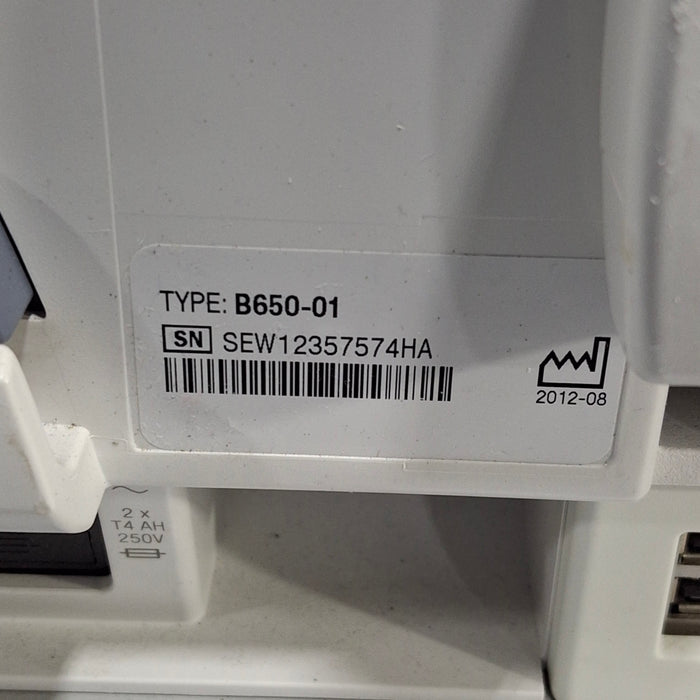 TYPE: B650-01
SN SEW12357574HA
2012-08
2 x
T4 AH
250V